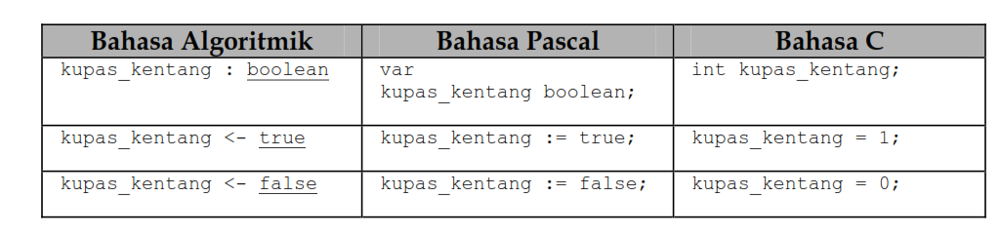 Bahasa Algoritmik Bahasa Pascal Bahasa C
kupas_kentang : boolean var int kupas_kentang;
kupas_kentang boolean;
kupas_kentang <- true kupas_kentang := true; kupas_kentang = 1;
kupas_kentang <- false kupas_kentang := false; kupas_kentang = 0;